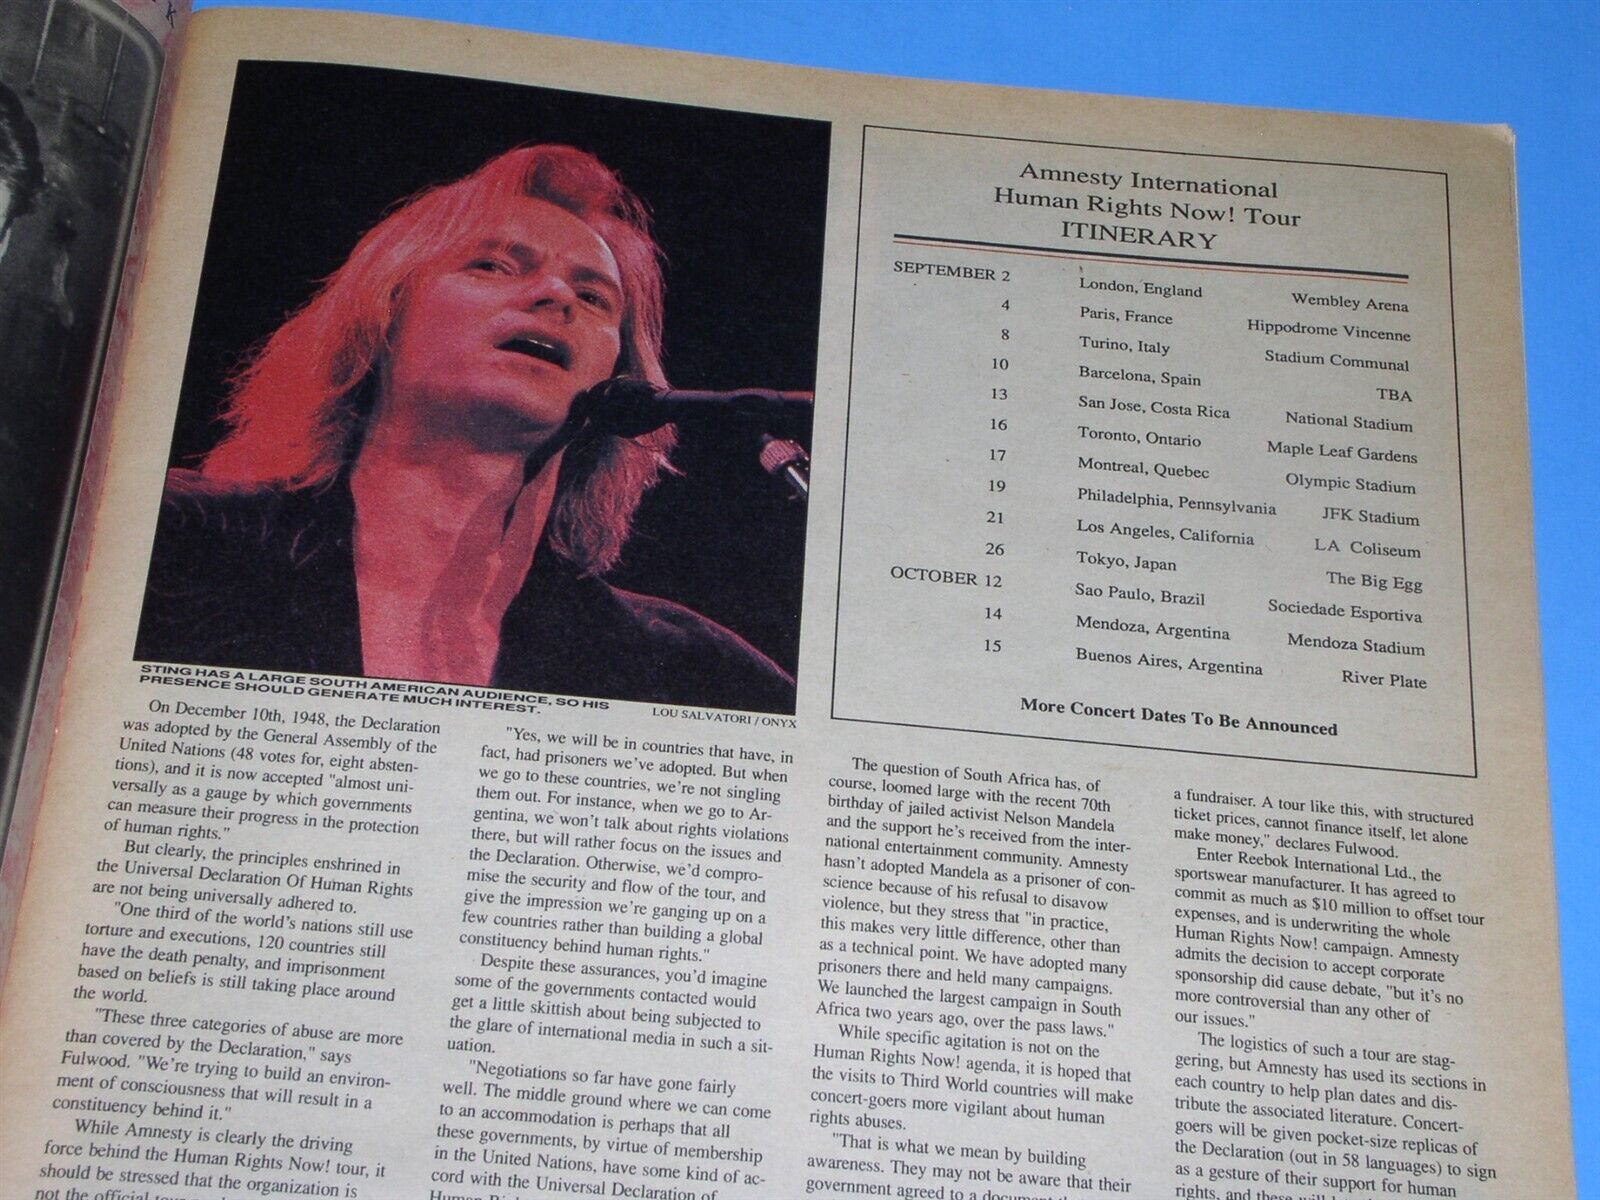 K
STING HAS A LARGE SOUTH AMERICAN AUDIENCE, SO HIS
PRESENCE SHOULD GENERATE MUCH INTEREST.
LOU SALVATORI / ONYX
Amnesty International
Human Rights Now! Tour
ITINERARY
SEPTEMBER 2 London, England Wembley Arena
4 Paris, France Hippodrome Vincenne
8 Turino, Italy Stadium Communal
10 Barcelona, Spain TBA
13 San Jose, Costa Rica National Stadium
16 Toronto, Ontario Maple Leaf Gardens
17 Montreal, Quebec Olympic Stadium
19 Philadelphia, Pennsylvania JFK Stadium
21 Los Angeles, California LA Coliseum
26 Tokyo, Japan The Big Egg
OCTOBER 12 Sao Paulo, Brazil Sociedade Esportiva
14 Mendoza, Argentina Mendoza Stadium
15 Buenos Aires, Argentina River Plate
More Concert Dates To Be Announced
On December 10th, 1948, the Declaration
was adopted by the General Assembly of the
United Nations (48 votes for, eight absten-
tions), and it is now accepted "almost uni-
versally as a gauge by which governments
can measure their progress in the protection
of human rights."
But clearly, the principles enshrined in
the Universal Declaration Of Human Rights
are not being universally adhered to.
"One third of the world's nations still use
torture and executions, 120 countries still
have the death penalty, and imprisonment
based on beliefs is still taking place around
the world.
"These three categories of abuse are more
than covered by the Declaration," says
Fulwood. "We're trying to build an environ-
ment of consciousness that will result in a
constituency behind it."
While Amnesty is clearly the driving
force behind the Human Rights Now! tour, it
should be stressed that the organization is
not the official
"Yes, we will be in countries that have, in
fact, had prisoners we've adopted. But when
we go to these countries, we're not singling
them out. For instance, when we go to Ar-
gentina, we won't talk about rights violations
there, but will rather focus on the issues and
the Declaration. Otherwise, we'd compro-
mise the security and flow of the tour, and
give the impression we're ganging up on a
few countries rather than building a global
constituency behind human rights."
Despite these assurances, you'd imagine
some of the governments contacted would
get a little skittish about being subjected to
the glare of international media in such a sit-
uation.
"Negotiations so far have gone fairly
well. The middle ground where we can come
to an accommodation is perhaps that all
these governments, by virtue of membership
in the United Nations, have some kind of ac-
cord with the Universal Declaration of
Human
The question of South Africa has, of
course, loomed large with the recent 70th
birthday of jailed activist Nelson Mandela
and the support he's received from the inter-
national entertainment community. Amnesty
hasn't adopted Mandela as a prisoner of con-
science because of his refusal to disavow
violence, but they stress that "in practice,
this makes very little difference, other than
as a technical point. We have adopted many
prisoners there and held many campaigns.
We launched the largest campaign in South
Africa two years ago, over the pass laws."
While specific agitation is not on the
Human Rights Now! agenda, it is hoped that
the visits to Third World countries will make
concert-goers more vigilant about human
rights abuses.
"That is what we mean by building
awareness. They may not be aware that their
government agreed to a document
a fundraiser. A tour like this, with structured
ticket prices, cannot finance itself, let alone
make money," declares Fulwood.
Enter Reebok International Ltd., the
sportswear manufacturer. It has agreed to
commit as much as $10 million to offset tour
expenses, and is underwriting the whole
Human Rights Now! campaign. Amnesty
admits the decision to accept corporate
sponsorship did cause debate, "but it's no
more controversial than any other of
our issues."
The logistics of such a tour are stag-
gering, but Amnesty has used its sections in
each country to help plan dates and dis-
tribute the associated literature. Concert-
goers will be given pocket-size replicas of
the Declaration (out in 58 languages) to sign
as a gesture of their support for human
rights, and these will